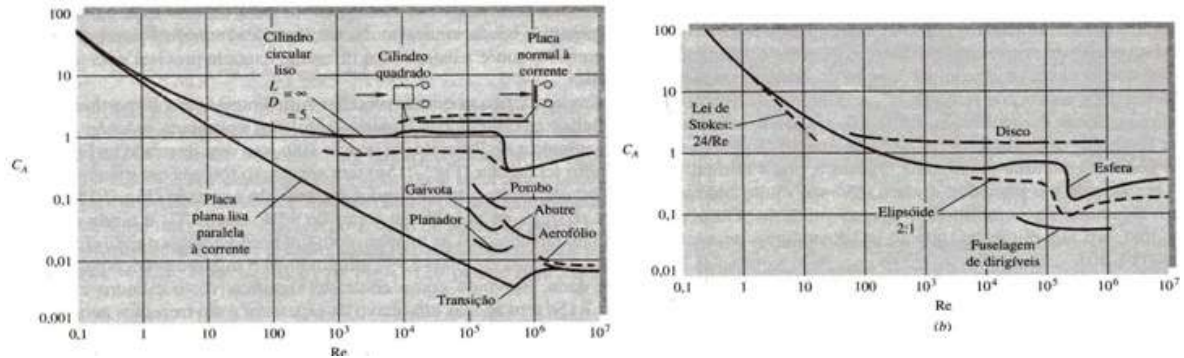 100
10
1
0,1
0,01
0,001
C_A
Cilindro
circular
liso
L/D = ∞
= 5
Cilindro
quadrado
Placa
normal à
corrente
Placa
plana lisa
paralela
à corrente
Gaivota
Planador
Pombo
Abutre
Aerofólio
Transição
0,1
1
10
100
10³
10⁴
10⁵
10⁶
10⁷
Re
100
10
1
0,1
0,01
C_A
Lei de
Stokes:
24/Re
Disco
Esfera
Elipsóide
2:1
Fuselagem
de dirigíveis
0,1
1
10
100
10³
10⁴
10⁵
10⁶
10⁷
Re
(b)